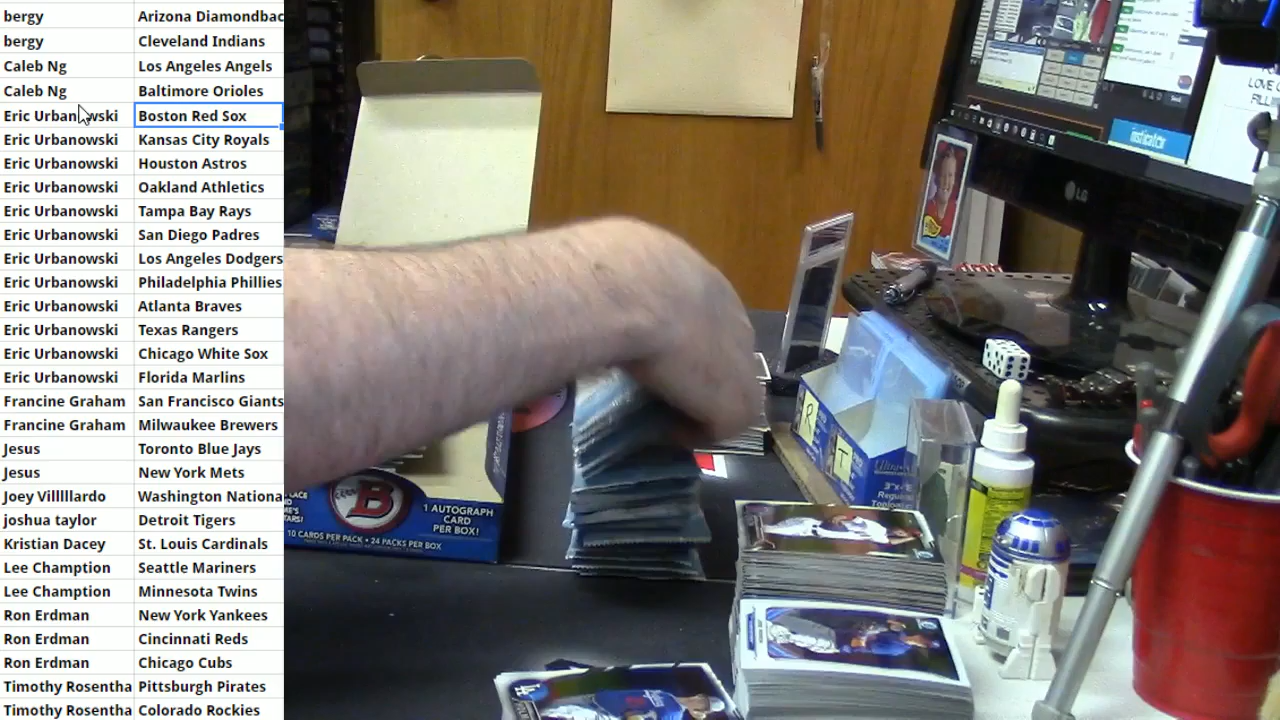 bergy Arizona Diamondbac
bergy Cleveland Indians
Caleb Ng Los Angeles Angels
Caleb Ng Baltimore Orioles
Eric Urbanowski Boston Red Sox
Eric Urbanowski Kansas City Royals
Eric Urbanowski Houston Astros
Eric Urbanowski Oakland Athletics
Eric Urbanowski Tampa Bay Rays
Eric Urbanowski San Diego Padres
Eric Urbanowski Los Angeles Dodgers
Eric Urbanowski Philadelphia Phillies
Eric Urbanowski Atlanta Braves
Eric Urbanowski Texas Rangers
Eric Urbanowski Chicago White Sox
Eric Urbanowski Florida Marlins
Francine Graham San Francisco Giants
Francine Graham Milwaukee Brewers
Jesus Toronto Blue Jays
Jesus New York Mets
Joey Villlllardo Washington Nationa
joshua taylor Detroit Tigers
Kristian Dacey St. Louis Cardinals
Lee Champion Seattle Mariners
Lee Champion Minnesota Twins
Ron Erdman New York Yankees
Ron Erdman Cincinnati Reds
Ron Erdman Chicago Cubs
Timothy Rosentha Pittsburgh Pirates
Timothy Rosentha Colorado Rockies
B
1 AUTOGRAPH
CARD
PER BOX!
10 CARDS PER PACK • 24 PACKS PER BOX
LG
LOVE
R
T
3"x